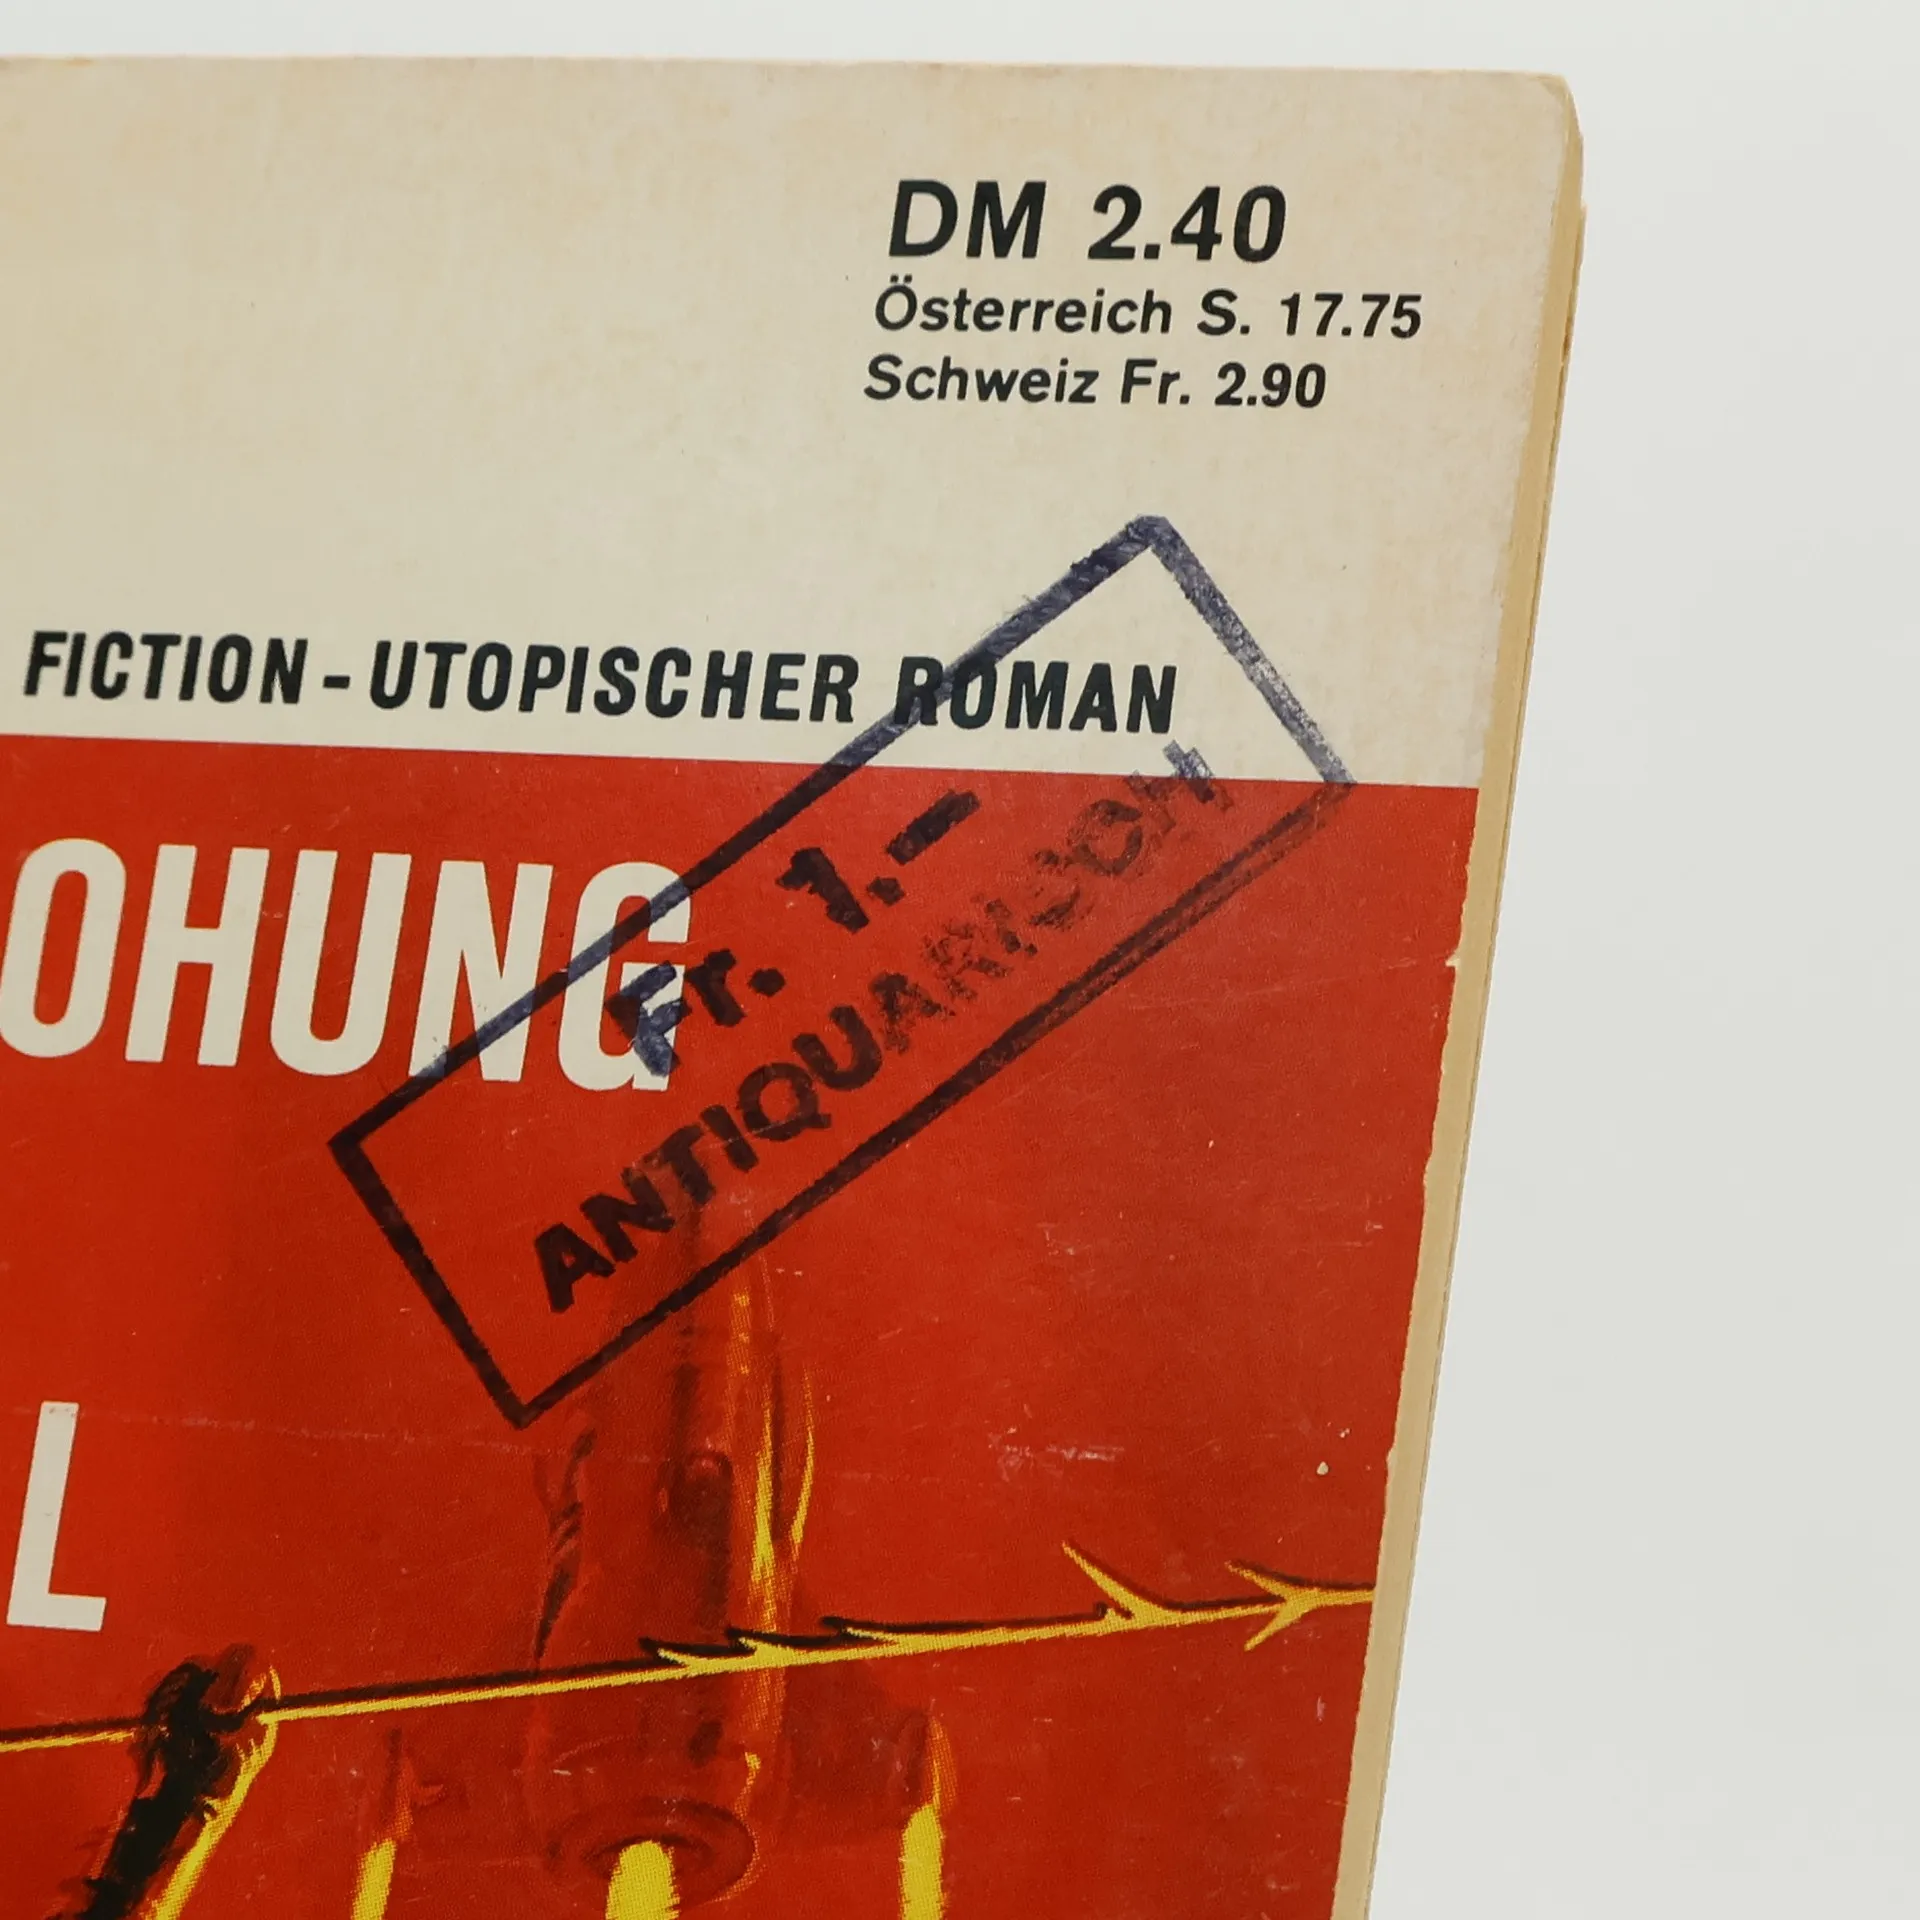 DM 2.40
Österreich S. 17.75
Schweiz Fr. 2.90
FICTION - UTOPISCHER ROMAN
OHUNG
Fr. 1.-
ANTIQUARISCH
L